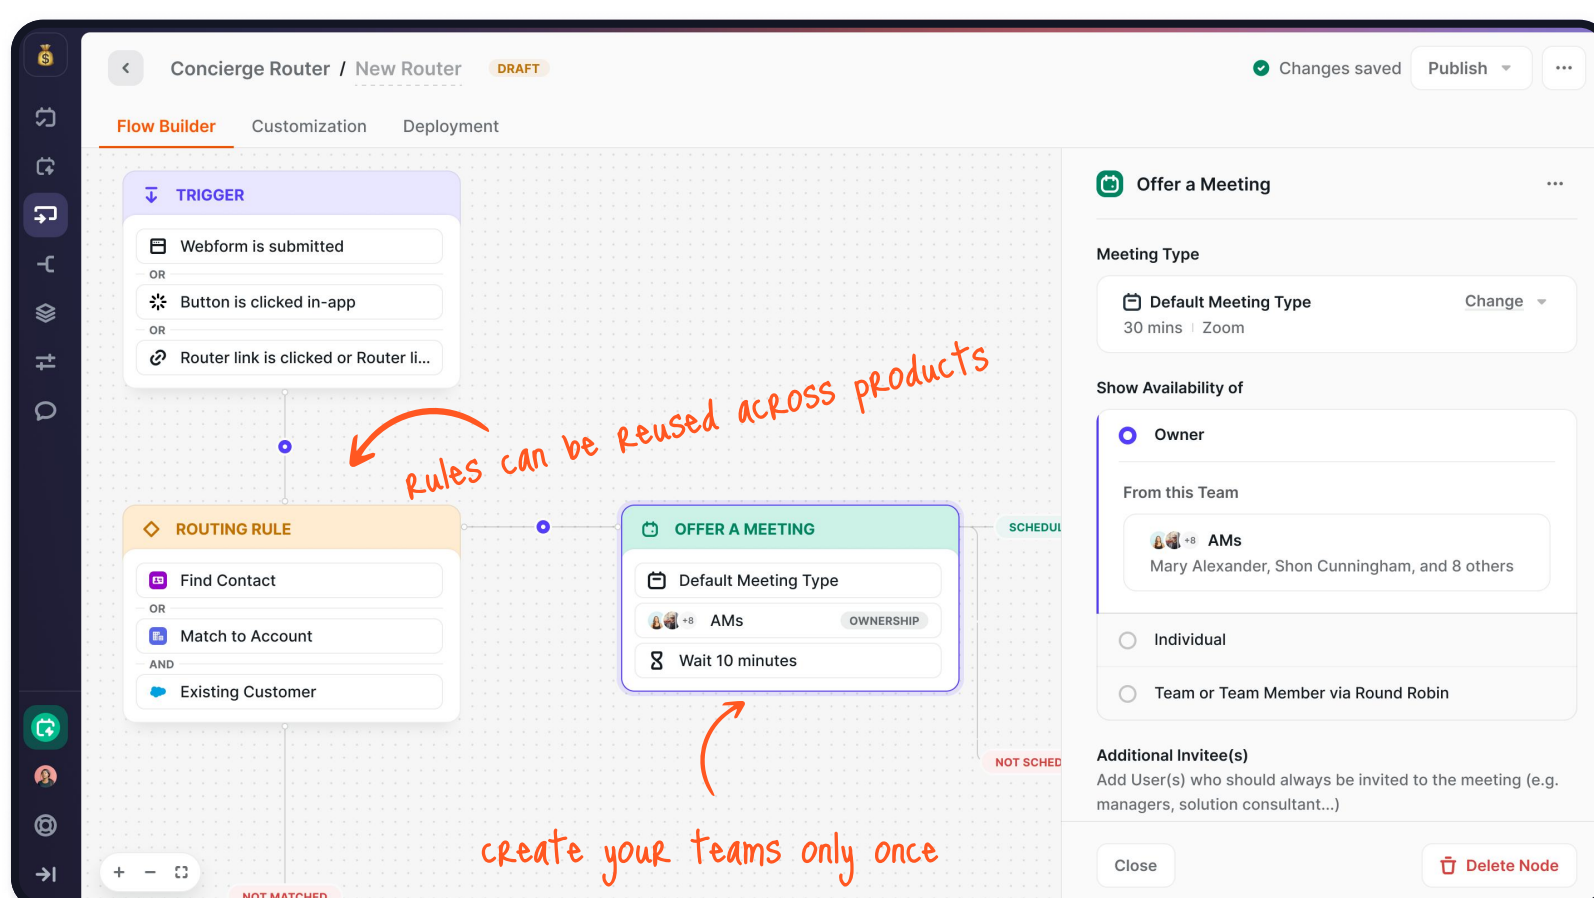 Concierge Router / New Router DRAFT
Changes saved
Publish
Flow Builder Customization Deployment
TRIGGER
Webform is submitted
OR
Button is clicked in-app
OR
Router link is clicked or Router li...
RULES can be REUSEd ACROSS PRODUCTS
ROUTING RULE
Find Contact
OR
Match to Account
AND
Existing Customer
NOT MATCHED
OFFER A MEETING
Default Meeting Type
+8 AMs OWNERSHIP
Wait 10 minutes
SCHEDUL
NOT SCHED
CREATE YOUR TEAMS ONLY ONCE
Offer a Meeting
Meeting Type
Default Meeting Type
Change
30 mins | Zoom
Show Availability of
Owner
From this Team
+8 AMs
Mary Alexander, Shon Cunningham, and 8 others
Individual
Team or Team Member via Round Robin
Additional Invitee(s)
Add User(s) who should always be invited to the meeting (e.g.
managers, solution consultant...)
Close
Delete Node